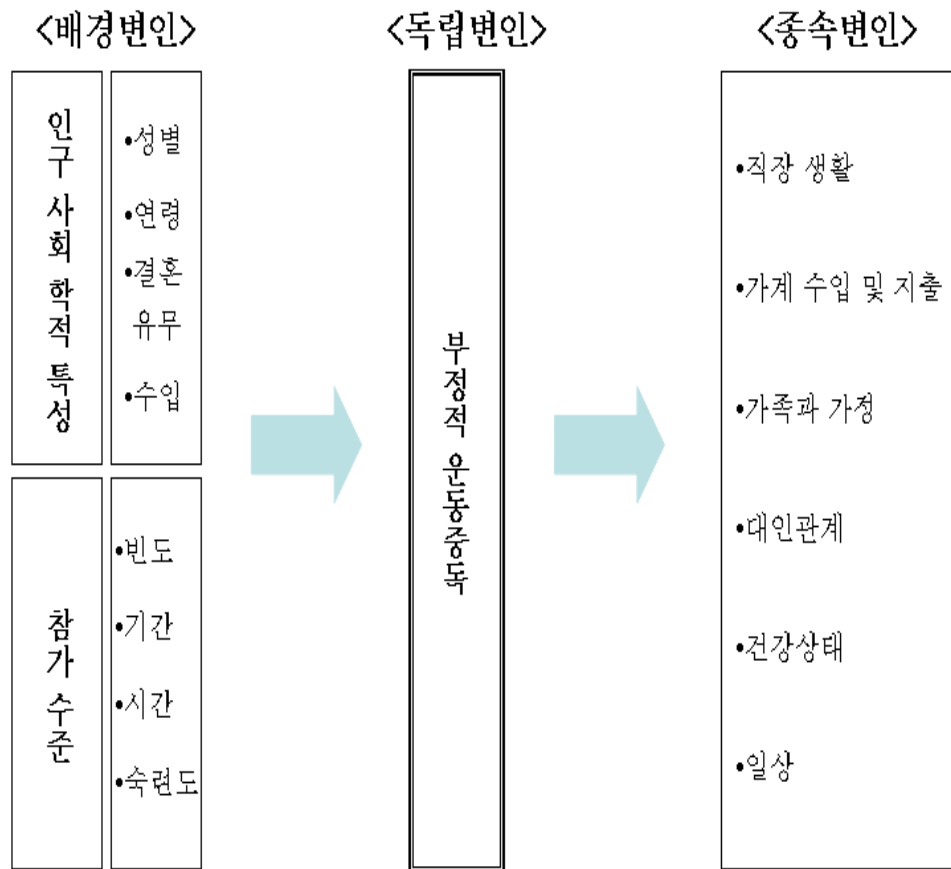 <배경변인>
<독립변인>
<종속변인>
인구 사회학적 특성
•성별
•연령
•결혼
유무
•수입
참가 수준
•빈도
•기간
•시간
•숙련도
부정적 운동중독
•직장 생활
•가계 수입 및 지출
•가족과 가정
•대인관계
•건강상태
•일상